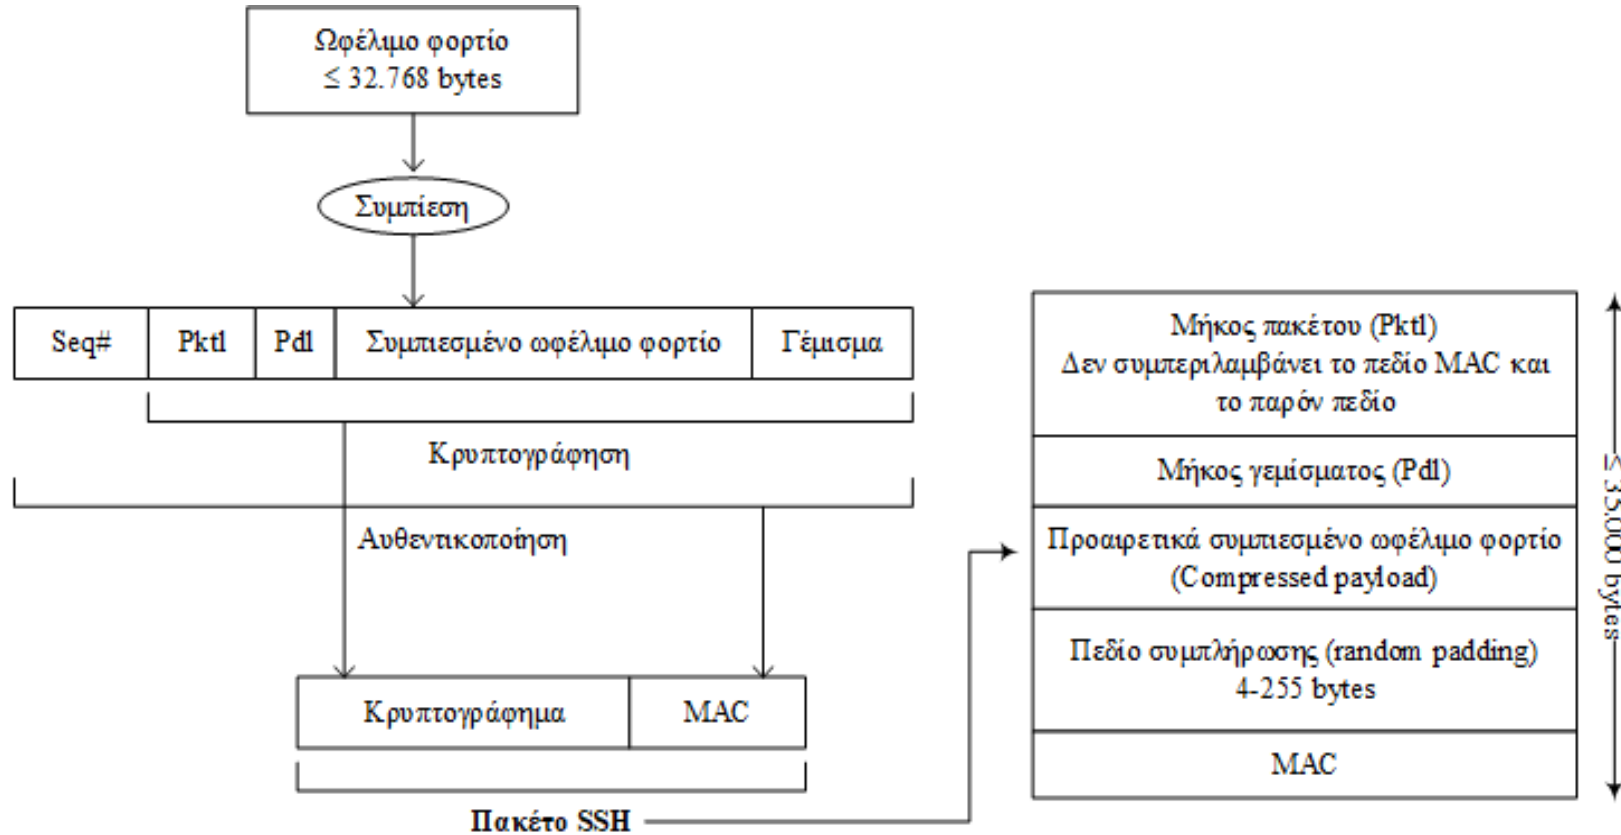 Ωφέλιμο φορτίο
≤ 32.768 bytes
Συμπίεση
Seq#
Pktl
Pdl
Συμπιεσμένο ωφέλιμο φορτίο
Γέμισμα
Κρυπτογράφηση
Αυθεντικοποίηση
Κρυπτογράφημα
MAC
Πακέτο SSH
Μήκος πακέτου (Pktl)
Δεν συμπεριλαμβάνει το πεδίο MAC και
το παρόν πεδίο
Μήκος γεμίσματος (Pdl)
Προαιρετικά συμπιεσμένο ωφέλιμο φορτίο
(Compressed payload)
Πεδίο συμπλήρωσης (random padding)
4-255 bytes
MAC
≤ 35.000 bytes